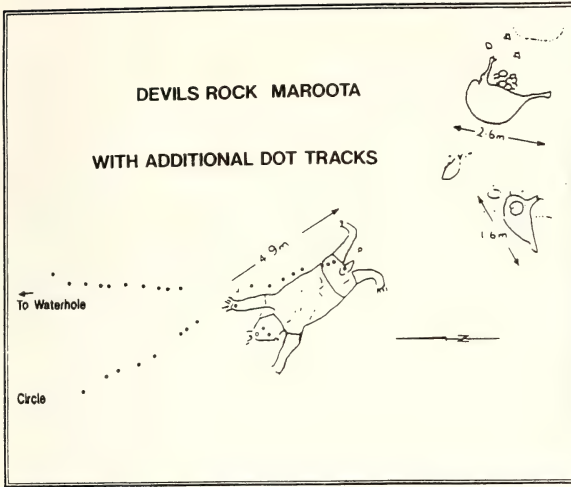 DEVILS ROCK MAROOTA
2.6m
WITH ADDITIONAL DOT TRACKS
1.6m
4.9m
To Waterhole
N
Circle